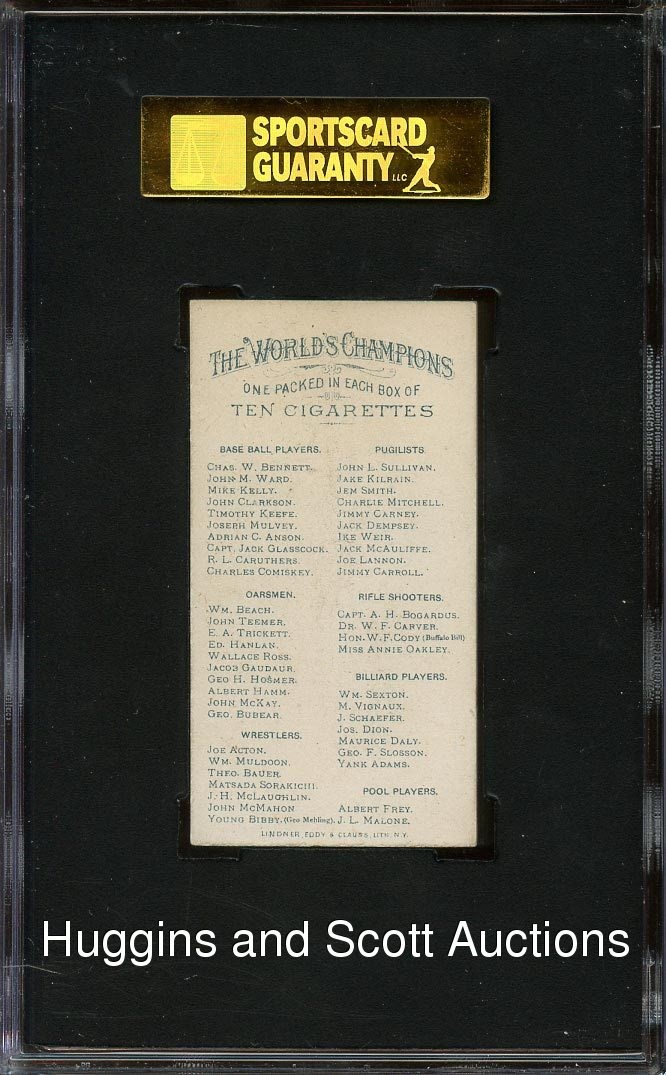 SPORTSCARD
GUARANTY LLC
THE WORLD'S CHAMPIONS
ONE PACKED IN EACH BOX OF
TEN CIGARETTES
BASE BALL PLAYERS.
CHAS. W. BENNETT.
JOHN M. WARD.
MIKE KELLY.
JOHN CLARKSON.
TIMOTHY KEEFE.
JOSEPH MULVEY.
ADRIAN C. ANSON.
CAPT. JACK GLASSCOCK.
R. L. CARUTHERS.
CHARLES COMISKEY.
OARSMEN.
WM. BEACH.
JOHN TEEMER.
E. A. TRICKETT.
ED. HANLAN.
WALLACE ROSS.
JACOB GAUDAUR.
GEO H. HOSMER.
ALBERT HAMM.
JOHN MCKAY.
GEO. BUBEAR.
WRESTLERS.
JOE ACTON.
WM. MULDOON.
THEO. BAUER.
MATSADA SORAKICHI.
J. H. MCLAUGHLIN.
JOHN MCMAHON
YOUNG BIBBY. (Geo Mehling).
PUGILISTS
JOHN L. SULLIVAN.
JAKE KILRAIN.
JEM SMITH.
CHARLIE MITCHELL.
JIMMY CARNEY.
JACK DEMPSEY.
IKE WEIR.
JACK MCAULIFFE.
JOE LANNON.
JIMMY CARROLL.
RIFLE SHOOTERS.
CAPT. A. H. BOGARDUS.
DR. W. F. CARVER.
HON. W. F. CODY (Buffalo Bill)
MISS ANNIE OAKLEY.
BILLIARD PLAYERS.
WM. SEXTON.
M. VIGNAUX.
J. SCHAEFER.
JOS. DION.
MAURICE DALY.
GEO. F. SLOSSON.
YANK ADAMS.
POOL PLAYERS.
ALBERT FREY.
J. L. MALONE.
LINDNER, EDDY & CLAUSS, LITH. N.Y.
Huggins and Scott Auctions